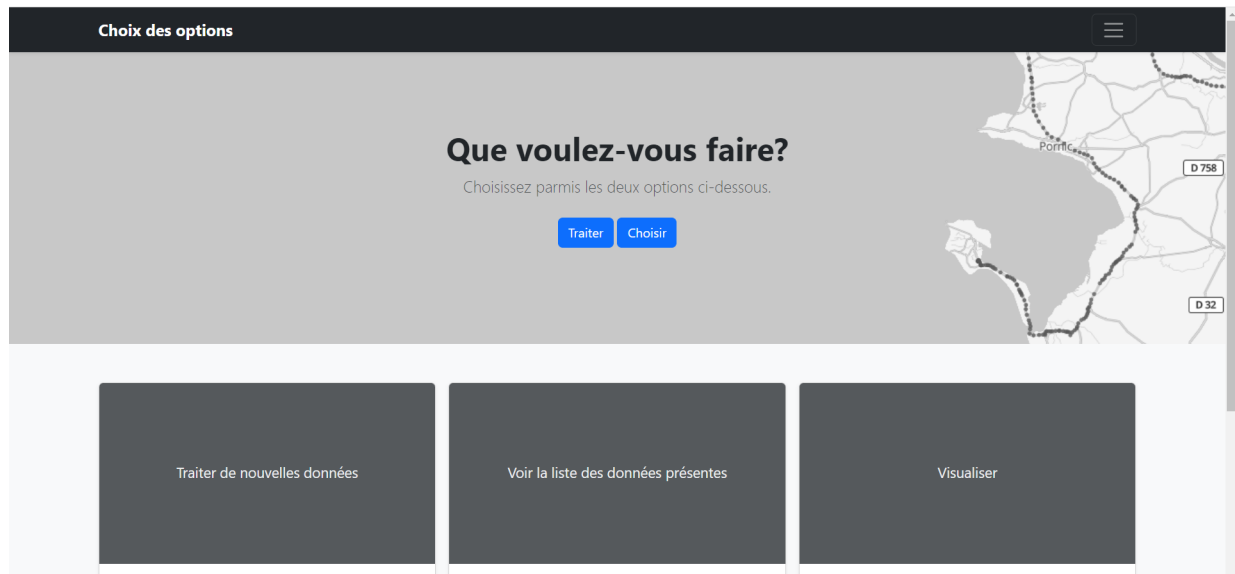 Choix des options
Que voulez-vous faire?
Choisissez parmis les deux options ci-dessous.
Traiter Choisir
Pornic
D 758
D 32
Traiter de nouvelles données
Voir la liste des données présentes
Visualiser